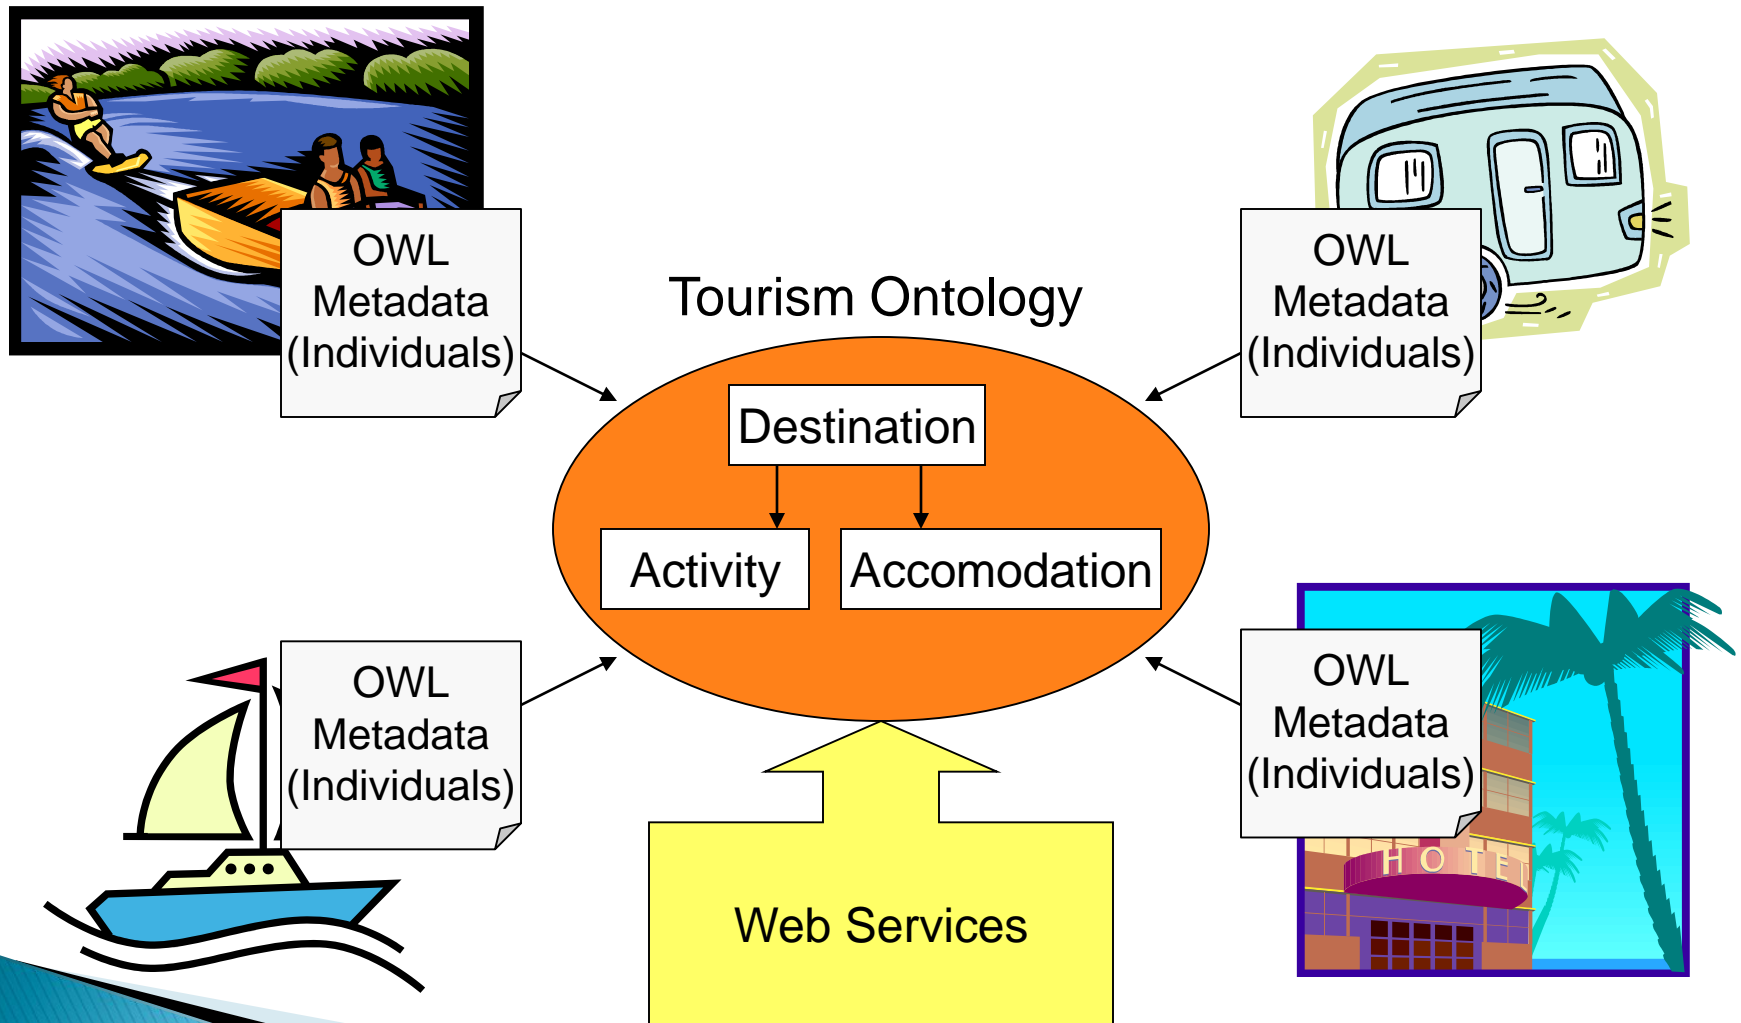 OWL
Metadata
(Individuals)
OWL
Metadata
(Individuals)
Tourism Ontology
Destination
Activity
Accomodation
OWL
Metadata
(Individuals)
OWL
Metadata
(Individuals)
HOTEL
Web Services